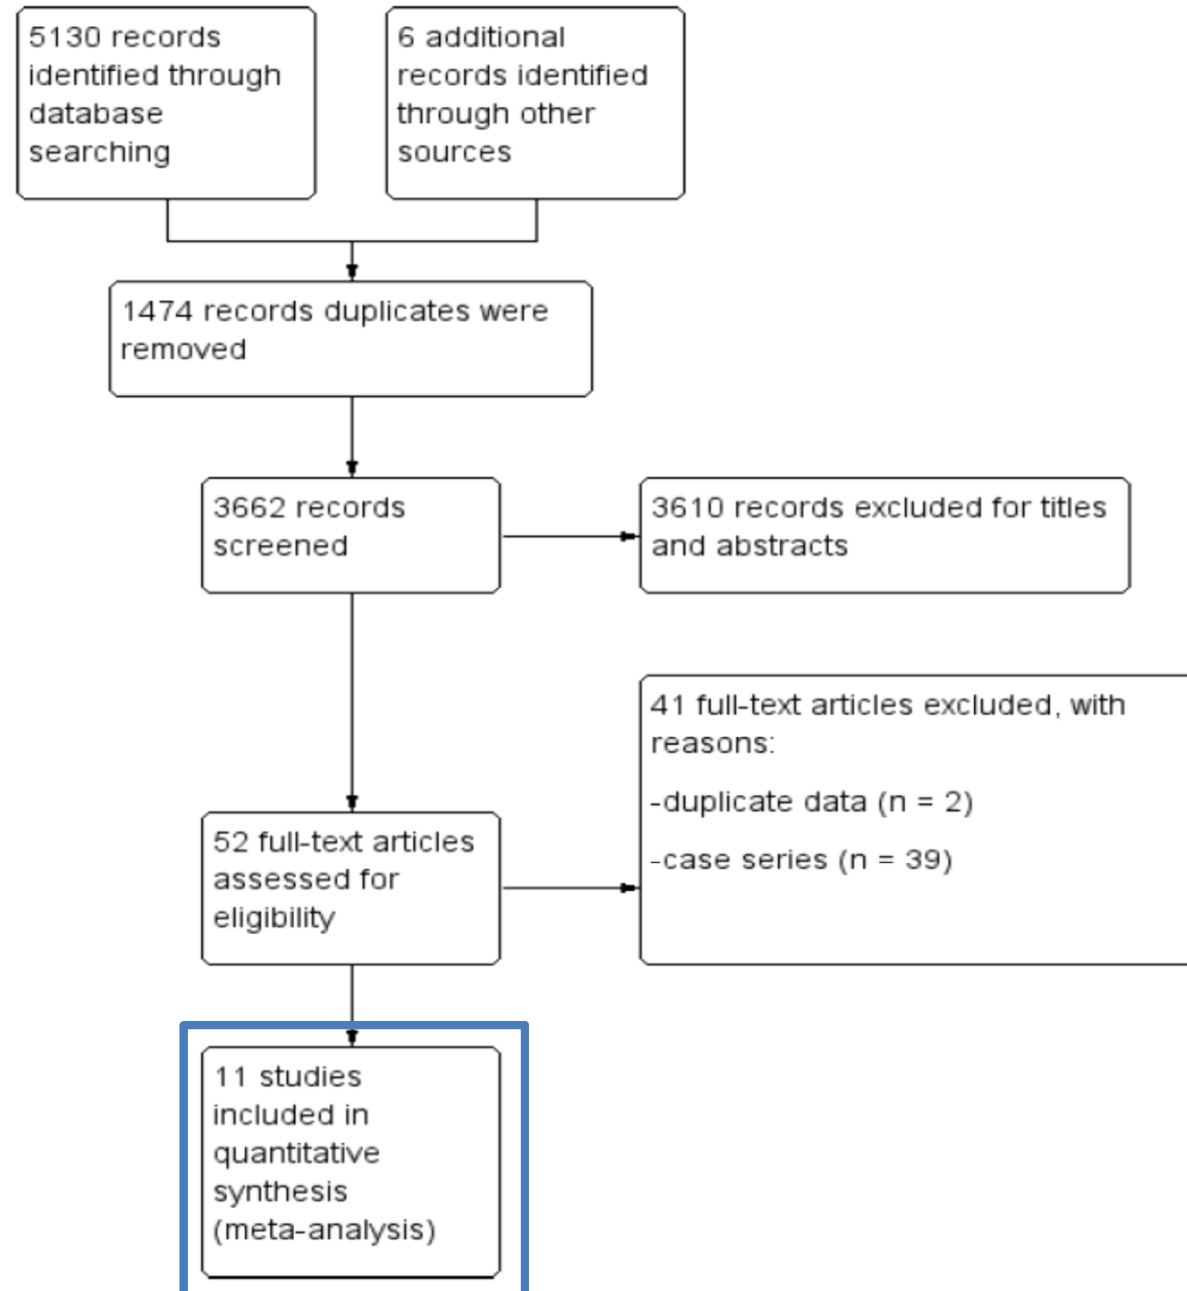 5130 records
identified through
database
searching
6 additional
records identified
through other
sources
1474 records duplicates were
removed
3662 records
screened
3610 records excluded for titles
and abstracts
52 full-text articles
assessed for
eligibility
41 full-text articles excluded, with
reasons:
-duplicate data (n = 2)
-case series (n = 39)
11 studies
included in
quantitative
synthesis
(meta-analysis)